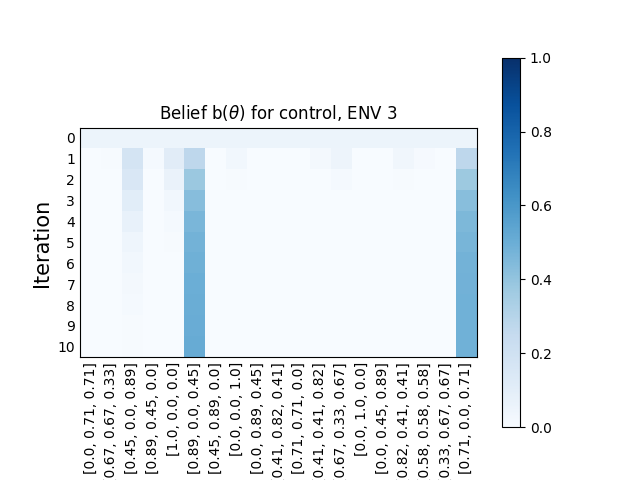 Belief b(θ) for control, ENV 3
Iteration
0
1
2
3
4
5
6
7
8
9
10
[0.0, 0.71, 0.71]
0.67, 0.67, 0.33]
[0.45, 0.0, 0.89]
[0.89, 0.45, 0.0]
[1.0, 0.0, 0.0]
[0.89, 0.0, 0.45]
[0.45, 0.89, 0.0]
[0.0, 0.0, 1.0]
[0.0, 0.89, 0.45]
0.41, 0.82, 0.41]
[0.71, 0.71, 0.0]
0.41, 0.41, 0.82]
0.67, 0.33, 0.67]
[0.0, 1.0, 0.0]
[0.0, 0.45, 0.89]
0.82, 0.41, 0.41]
0.58, 0.58, 0.58]
0.33, 0.67, 0.67]
[0.71, 0.0, 0.71]
1.0
0.8
0.6
0.4
0.2
0.0